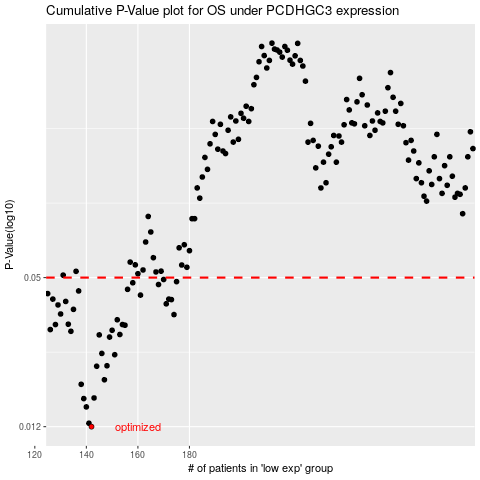 Cumulative P-Value plot for OS under PCDHGC3 expression
P-Value(log10)
0.05
0.012
optimized
120 140 160 180
# of patients in 'low exp' group